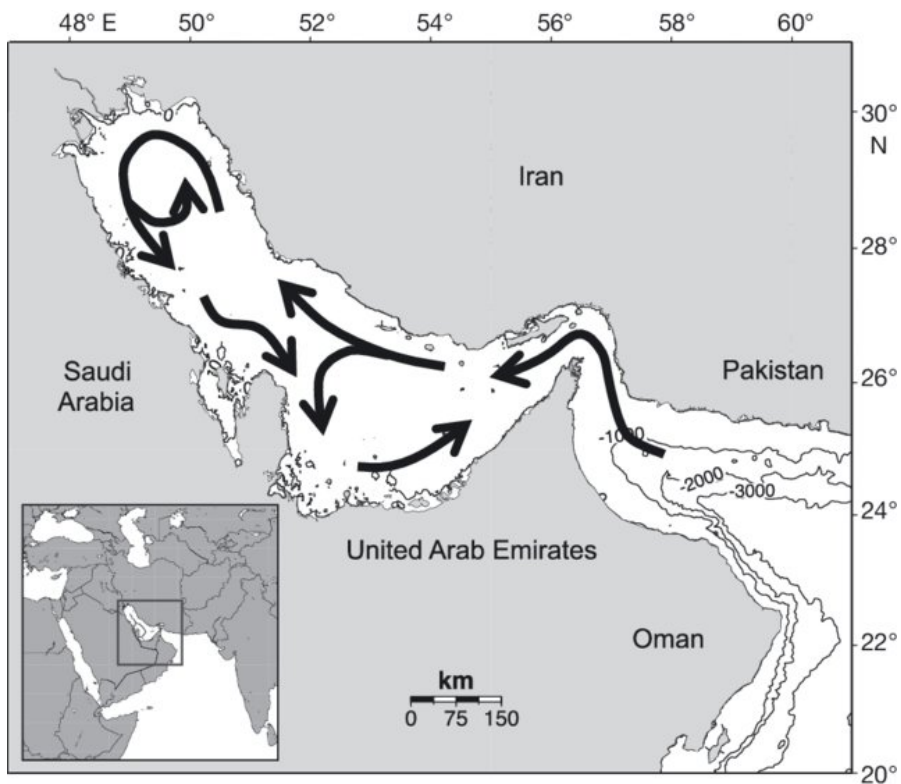 48° E 50° 52° 54° 56° 58° 60°
30°
N
Iran
28°
Saudi
Arabia
Pakistan
26°
-1000
-2000
-3000
24°
United Arab Emirates
Oman
22°
km
0 75 150
20°